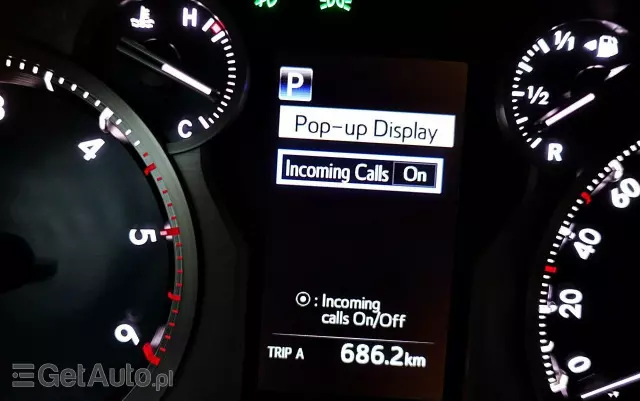 H
C
4
5
6
P
Pop-up Display
Incoming Calls On
: Incoming
calls On/Off
TRIP A 686.2km
1/1
1/2
R
60
40
20
0
GetAuto.pl